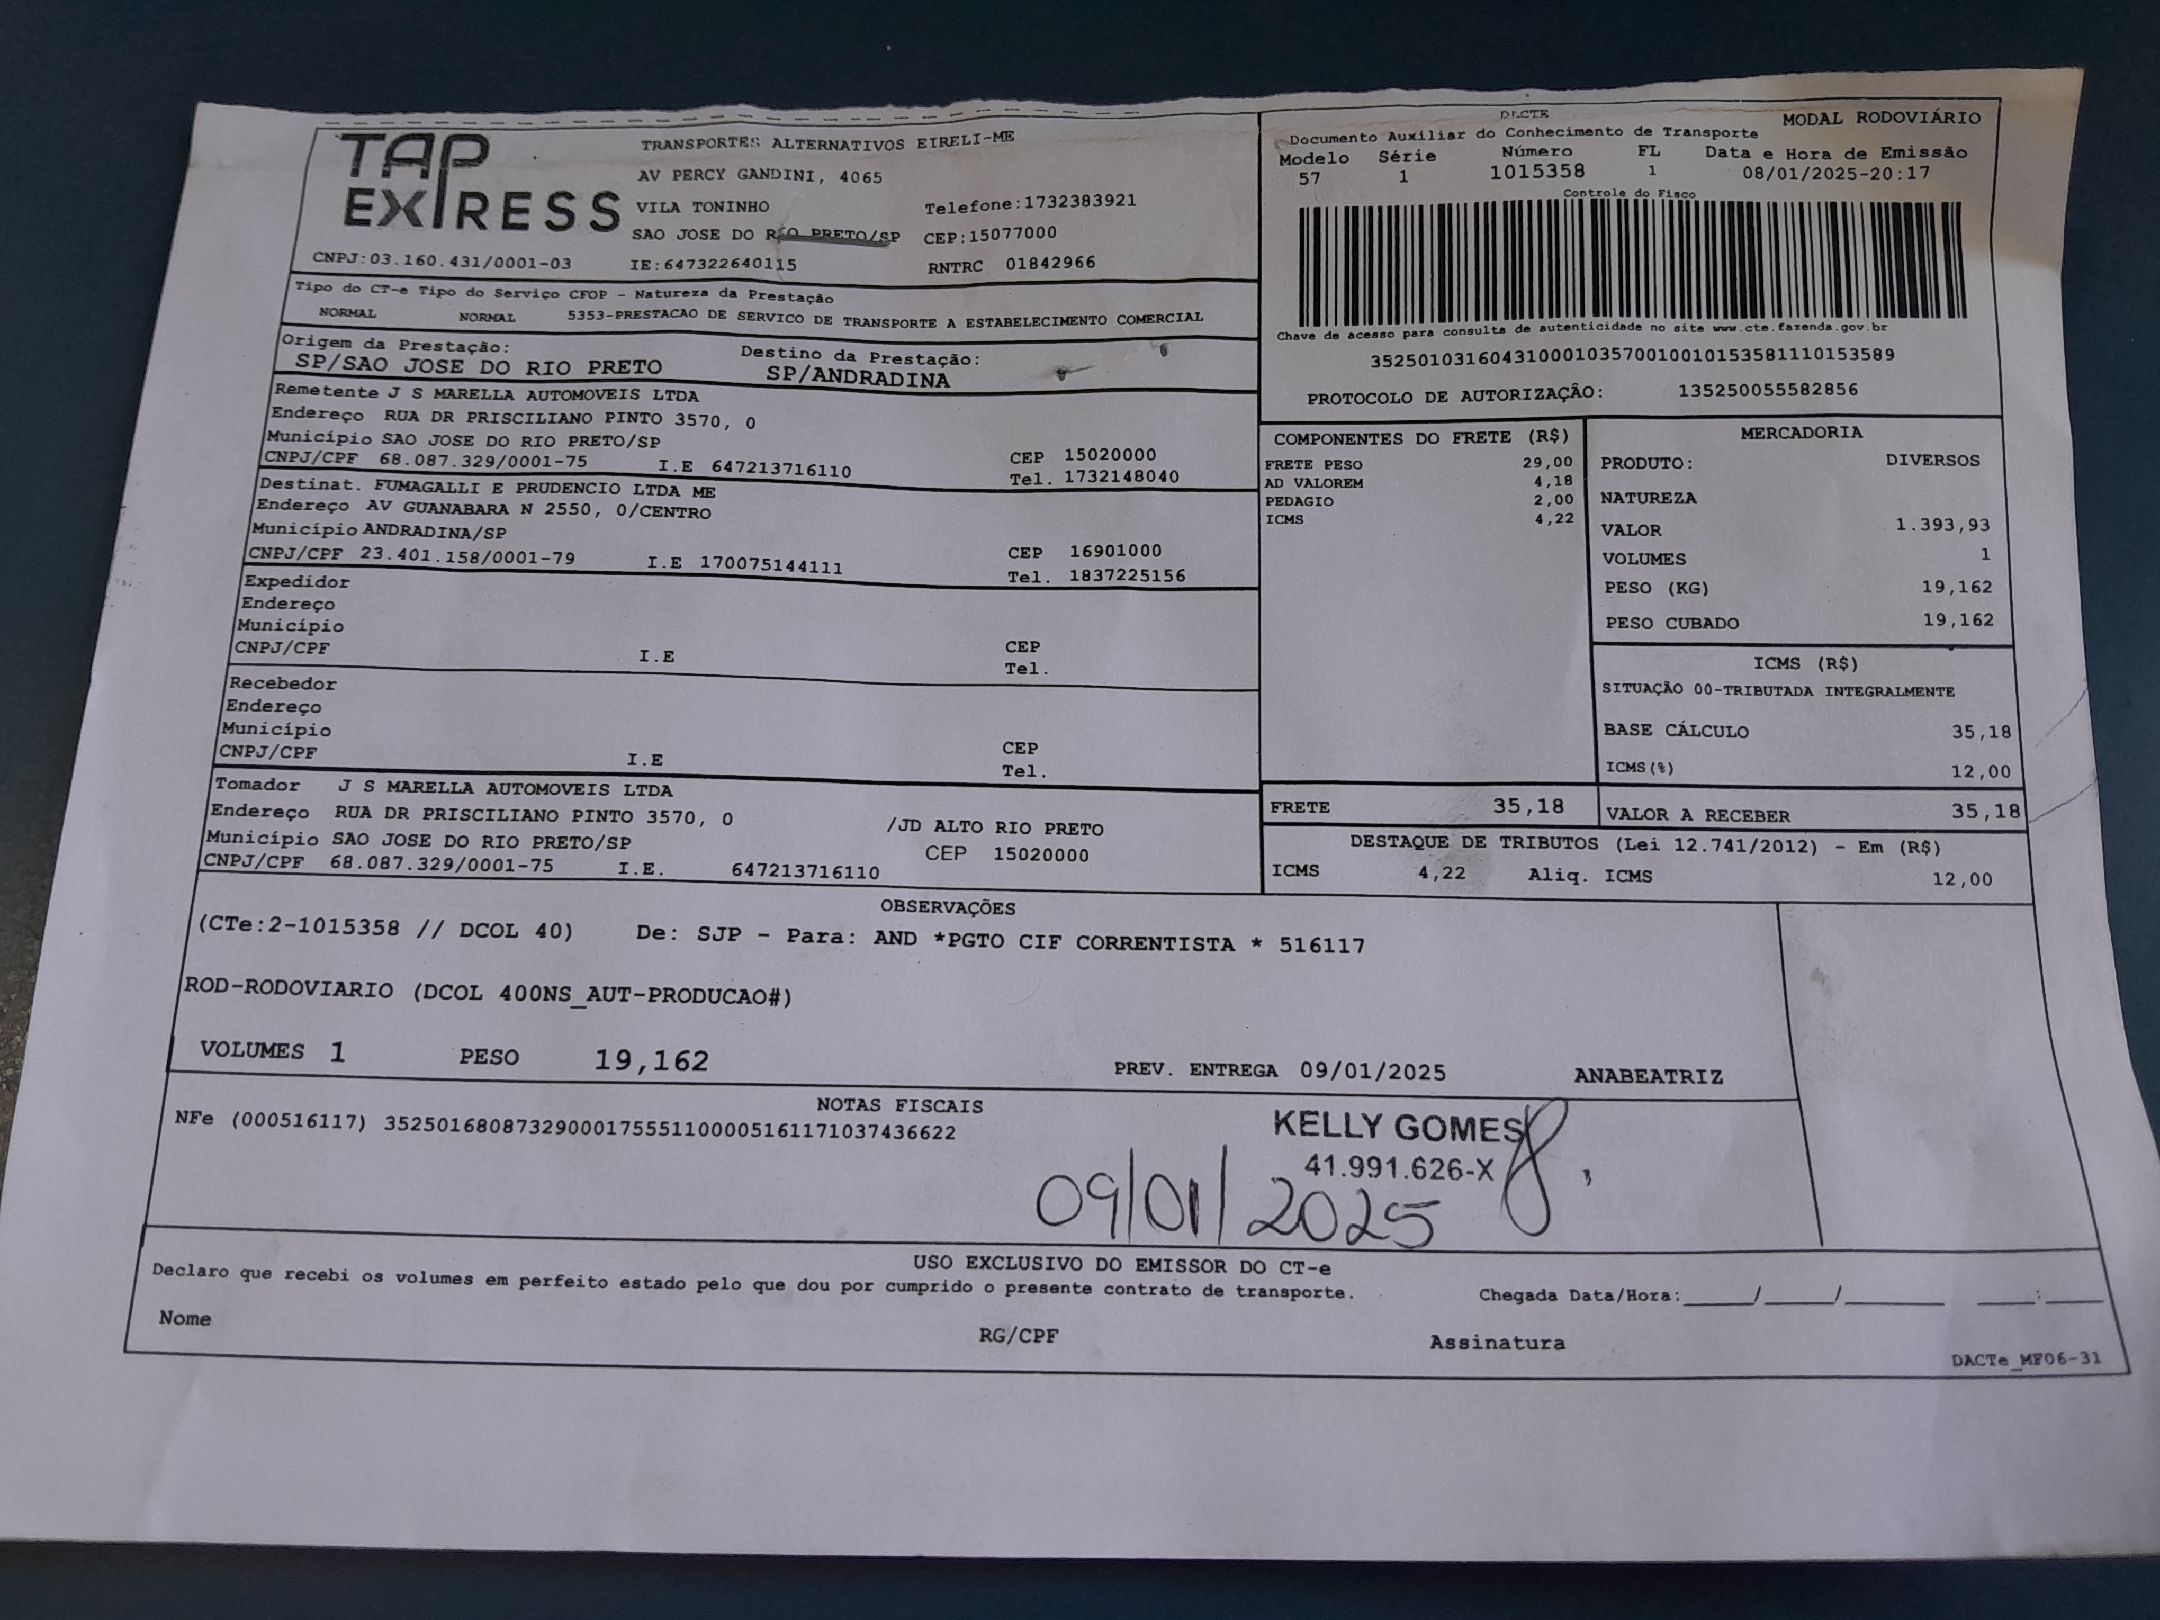 TAP EXPRESS
TRANSPORTES ALTERNATIVOS EIRELI-ME
AV PERCY GANDINI, 4065
VILA TONINHO Telefone:1732383921
SAO JOSE DO RIO PRETO/SP CEP:15077000
CNPJ:03.160.431/0001-03 IE:647322640115 RNTRC 01842966
DACTE MODAL RODOVIÁRIO
Documento Auxiliar do Conhecimento de Transporte
Modelo Série Número FL Data e Hora de Emissão
57 1 1015358 1 08/01/2025-20:17
Controle do Fisco
Chave de acesso para consulta de autenticidade no site www.cte.fazenda.gov.br
35250103160431000103570010010153581110153589
PROTOCOLO DE AUTORIZAÇÃO: 135250055582856
Tipo do CT-e Tipo do Serviço CFOP - Natureza da Prestação
NORMAL NORMAL 5353-PRESTACAO DE SERVICO DE TRANSPORTE A ESTABELECIMENTO COMERCIAL
Origem da Prestação: Destino da Prestação:
SP/SAO JOSE DO RIO PRETO SP/ANDRADINA
Remetente J S MARELLA AUTOMOVEIS LTDA
Endereço RUA DR PRISCILIANO PINTO 3570, 0
Município SAO JOSE DO RIO PRETO/SP CEP 15020000
CNPJ/CPF 68.087.329/0001-75 I.E 647213716110 Tel. 1732148040
Destinat. FUMAGALLI E PRUDENCIO LTDA ME
Endereço AV GUANABARA N 2550, 0/CENTRO
Município ANDRADINA/SP CEP 16901000
CNPJ/CPF 23.401.158/0001-79 I.E 170075144111 Tel. 1837225156
Expedidor
Endereço
Município CEP
CNPJ/CPF I.E Tel.
Recebedor
Endereço
Município CEP
CNPJ/CPF I.E Tel.
Tomador J S MARELLA AUTOMOVEIS LTDA
Endereço RUA DR PRISCILIANO PINTO 3570, 0 /JD ALTO RIO PRETO
Município SAO JOSE DO RIO PRETO/SP CEP 15020000
CNPJ/CPF 68.087.329/0001-75 I.E. 647213716110
COMPONENTES DO FRETE (R$)
FRETE PESO 29,00
AD VALOREM 4,18
PEDAGIO 2,00
ICMS 4,22
MERCADORIA
PRODUTO: DIVERSOS
NATUREZA
VALOR 1.393,93
VOLUMES 1
PESO (KG) 19,162
PESO CUBADO 19,162
ICMS (R$)
SITUAÇÃO 00-TRIBUTADA INTEGRALMENTE
BASE CÁLCULO 35,18
ICMS(%) 12,00
FRETE 35,18 VALOR A RECEBER 35,18
DESTAQUE DE TRIBUTOS (Lei 12.741/2012) - Em (R$)
ICMS 4,22 Aliq. ICMS 12,00
OBSERVAÇÕES
(CTe:2-1015358 // DCOL 40) De: SJP - Para: AND *PGTO CIF CORRENTISTA * 516117
ROD-RODOVIARIO (DCOL 400NS_AUT-PRODUCAO#)
VOLUMES 1 PESO 19,162 PREV. ENTREGA 09/01/2025 ANABEATRIZ
NOTAS FISCAIS
NFe (000516117) 35250168087329000175551100005161171037436622
KELLY GOMES
41.991.626-X
09/01/2025
USO EXCLUSIVO DO EMISSOR DO CT-e
Declaro que recebi os volumes em perfeito estado pelo que dou por cumprido o presente contrato de transporte. Chegada Data/Hora:____/____/______ ____:____
Nome RG/CPF Assinatura
DACTe_MF06-31